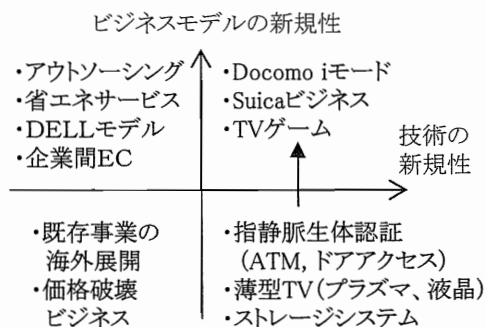 ビジネスモデルの新規性
・アウトソーシング
・省エネサービス
・DELLモデル
・企業間EC
・Docomo iモード
・Suicaビジネス
・TVゲーム
技術の
新規性
・既存事業の
海外展開
・価格破壊
ビジネス
・指静脈生体認証
(ATM, ドアアクセス)
・薄型TV(プラズマ、液晶)
・ストレージシステム